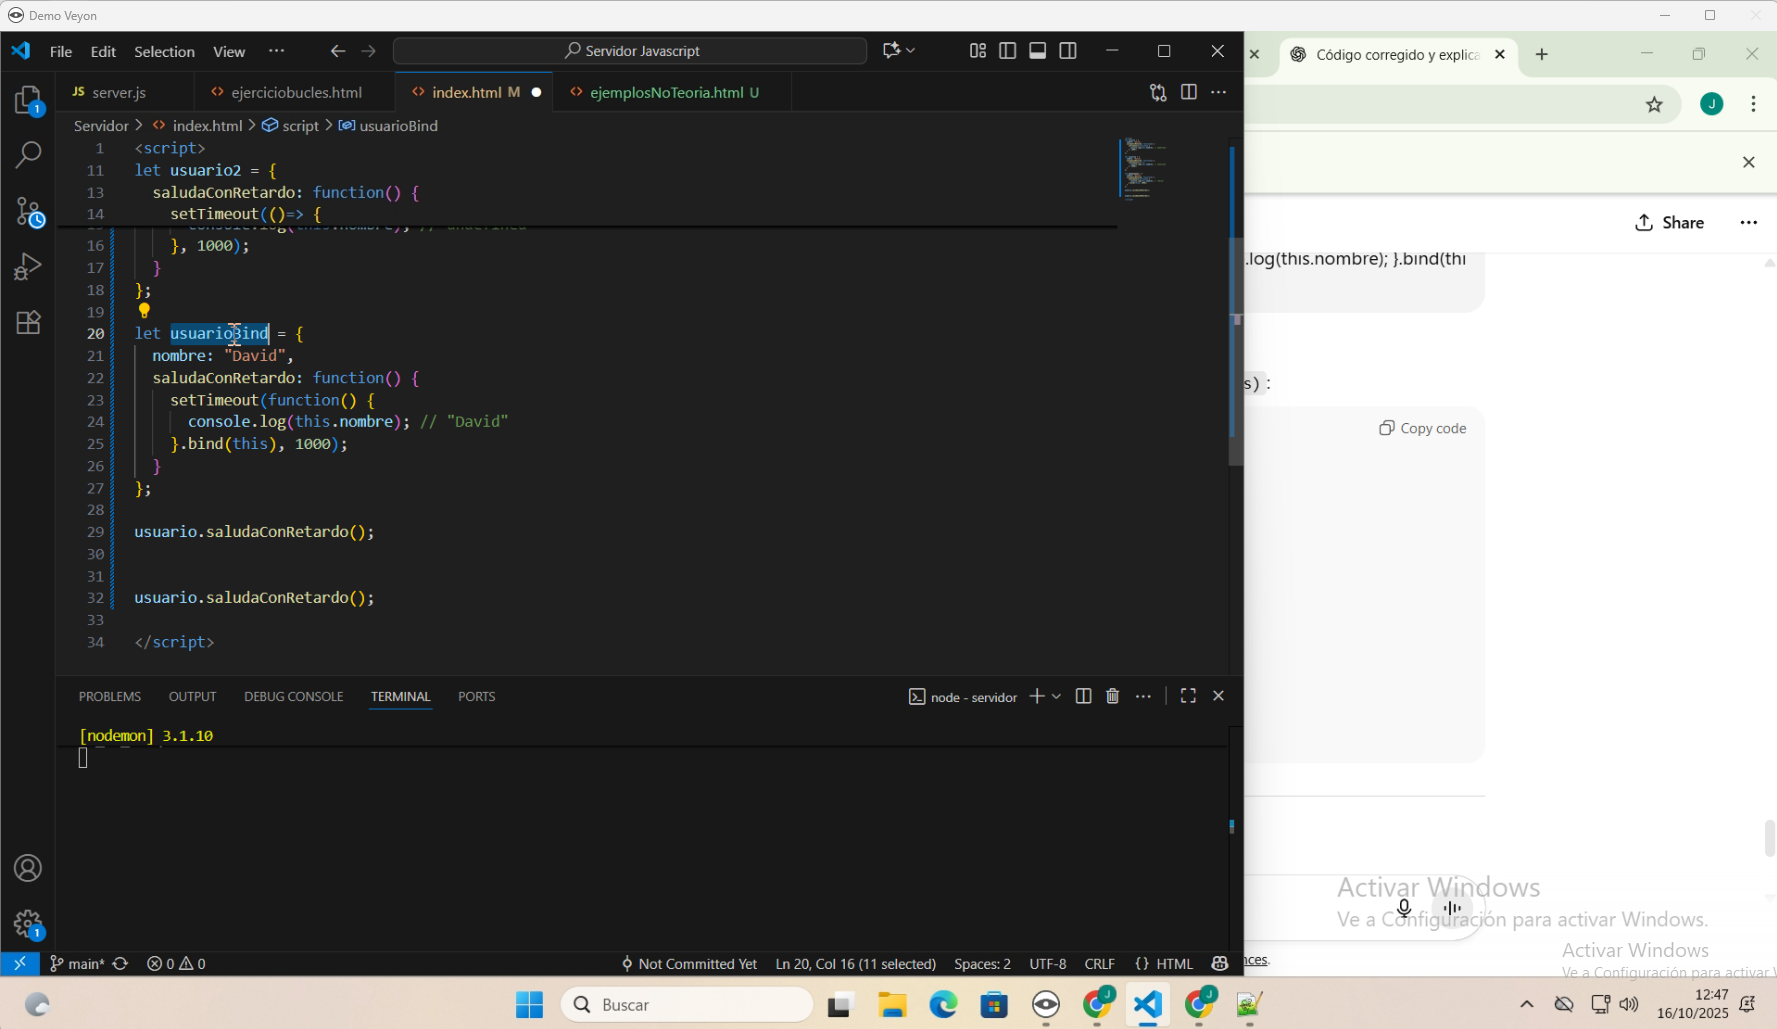 Demo Veyon
File Edit Selection View ···
Servidor Javascript
JS server.js
<> ejerciciobucles.html
<> index.html M
<> ejemplosNoTeoria.html U
Servidor > <> index.html > script > usuarioBind
1 <script>
11 let usuario2 = {
13 saludaConRetardo: function() {
14 setTimeout(()=> {
16 }, 1000);
17 }
18 };
19
20 let usuarioBind = {
21 nombre: "David",
22 saludaConRetardo: function() {
23 setTimeout(function() {
24 console.log(this.nombre); // "David"
25 }.bind(this), 1000);
26 }
27 };
28
29 usuario.saludaConRetardo();
30
31
32 usuario.saludaConRetardo();
33
34 </script>
PROBLEMS OUTPUT DEBUG CONSOLE TERMINAL PORTS
node - servidor
[nodemon] 3.1.10
main* 0 0 Not Committed Yet Ln 20, Col 16 (11 selected) Spaces: 2 UTF-8 CRLF {} HTML
Código corregido y explica
J
Share
.log(this.nombre); }.bind(thi
s) :
Copy code
Activar Windows
Ve a Configuración para activar Windows.
Activar Windows
Ve a Configuración para activar
nces.
Buscar
12:47
16/10/2025